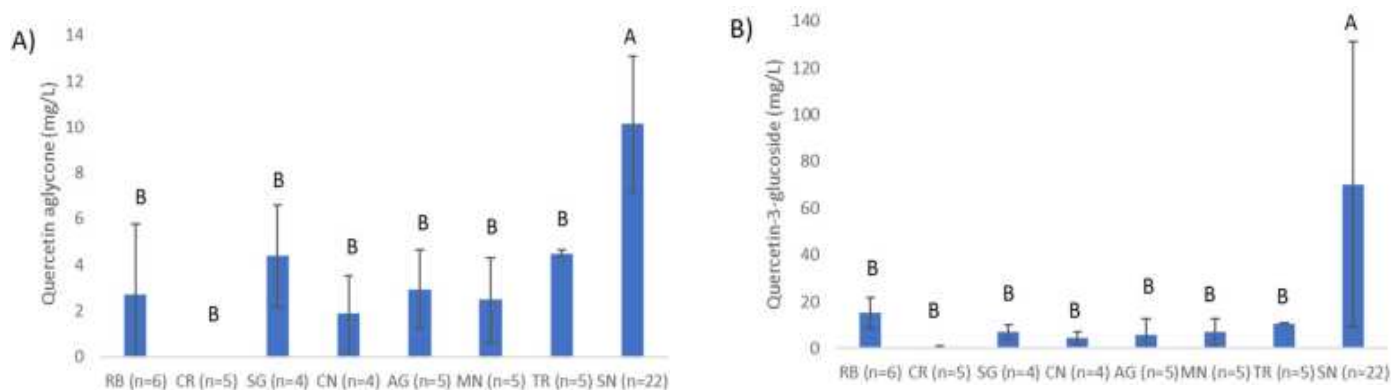 A)
Quercetin aglycone (mg/L)
14
12
10
8
6
4
2
0
B
B
B
B
B
B
B
A
RB (n=6) CR (n=5) SG (n=4) CN (n=4) AG (n=5) MN (n=5) TR (n=5) SN (n=22)
B)
Quercetin-3-glucoside (mg/L)
140
120
100
80
60
40
20
0
B
B
B
B
B
B
B
A
RB (n=6) CR (n=5) SG (n=4) CN (n=4) AG (n=5) MN (n=5) TR (n=5) SN (n=22)